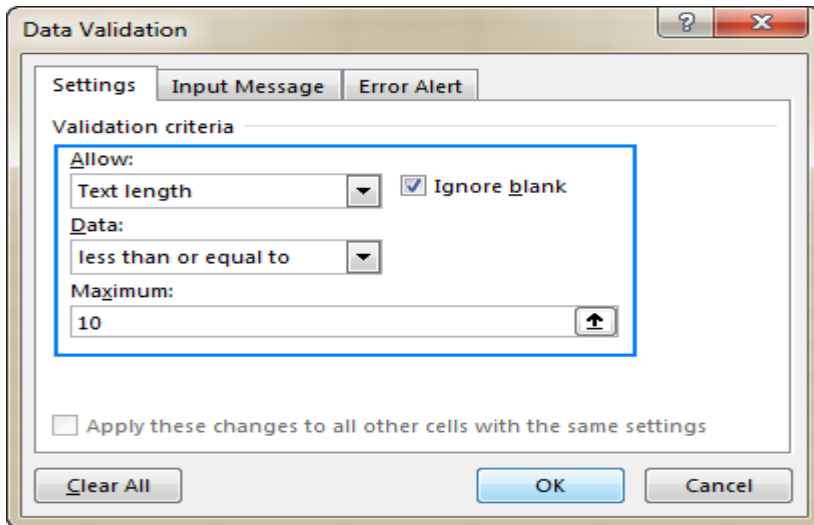 Data Validation
Settings Input Message Error Alert
Validation criteria
Allow:
Text length Ignore blank
Data:
less than or equal to
Maximum:
10
Apply these changes to all other cells with the same settings
Clear All OK Cancel